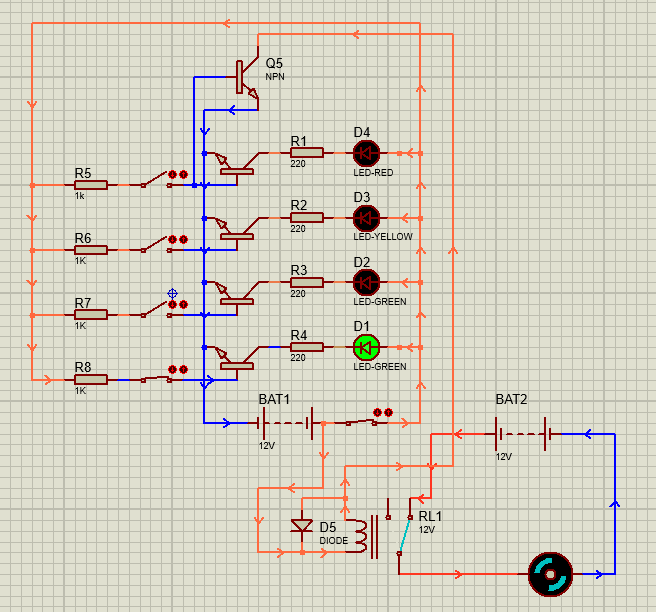 Q5
NPN
R1
220
D4
LED-RED
R5
1k
R2
220
D3
LED-YELLOW
R6
1K
R3
220
D2
LED-GREEN
R7
1K
R4
220
D1
LED-GREEN
R8
1K
BAT1
12V
BAT2
12V
D5
DIODE
RL1
12V